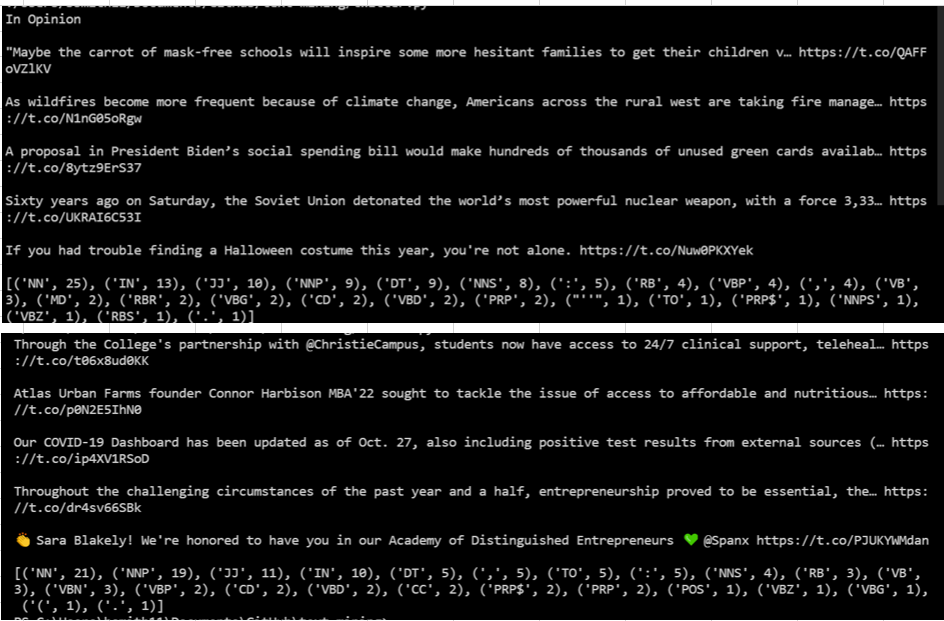 In Opinion
"Maybe the carrot of mask-free schools will inspire some more hesitant families to get their children v… https://t.co/QAFF
oVZlKV
As wildfires become more frequent because of climate change, Americans across the rural west are taking fire manage… https
://t.co/N1nG05oRgw
A proposal in President Biden’s social spending bill would make hundreds of thousands of unused green cards availab… https
://t.co/8ytz9ErS37
Sixty years ago on Saturday, the Soviet Union detonated the world’s most powerful nuclear weapon, with a force 3,33… https
://t.co/UKRAI6C53I
If you had trouble finding a Halloween costume this year, you're not alone. https://t.co/Nuw0PKXYek
[('NN', 25), ('IN', 13), ('JJ', 10), ('NNP', 9), ('DT', 9), ('NNS', 8), (':', 5), ('RB', 4), ('VBP', 4), (',', 4), ('VB',
3), ('MD', 2), ('RBR', 2), ('VBG', 2), ('CD', 2), ('VBD', 2), ('PRP', 2), ("''", 1), ('TO', 1), ('PRP$', 1), ('NNPS', 1),
('VBZ', 1), ('RBS', 1), ('.', 1)]
Through the College's partnership with @ChristieCampus, students now have access to 24/7 clinical support, teleheal… https
://t.co/t06x8ud0KK
Atlas Urban Farms founder Connor Harbison MBA'22 sought to tackle the issue of access to affordable and nutritious… https:
//t.co/p0N2E5IhN0
Our COVID-19 Dashboard has been updated as of Oct. 27, also including positive test results from external sources (… https
://t.co/ip4XV1RSoD
Throughout the challenging circumstances of the past year and a half, entrepreneurship proved to be essential, the… https:
//t.co/dr4sv66SBk
👏 Sara Blakely! We're honored to have you in our Academy of Distinguished Entrepreneurs 💚 @Spanx https://t.co/PJUKYWMdan
[('NN', 21), ('NNP', 19), ('JJ', 11), ('IN', 10), ('DT', 5), (',', 5), ('TO', 5), (':', 5), ('NNS', 4), ('RB', 3), ('VB',
3), ('VBN', 3), ('VBP', 2), ('CD', 2), ('VBD', 2), ('CC', 2), ('PRP$', 2), ('PRP', 2), ('POS', 1), ('VBZ', 1), ('VBG', 1),
('(', 1), ('.', 1)]